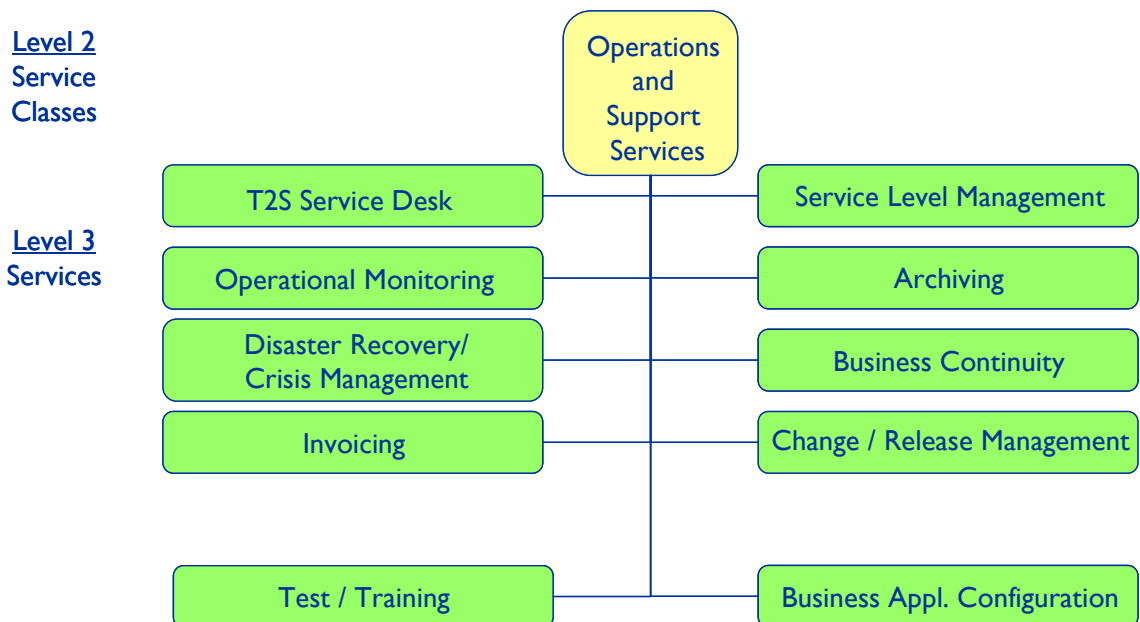 Level 2
Service
Classes
Operations
and
Support
Services
T2S Service Desk
Service Level Management
Level 3
Services
Operational Monitoring
Archiving
Disaster Recovery/
Crisis Management
Business Continuity
Invoicing
Change / Release Management
Test / Training
Business Appl. Configuration